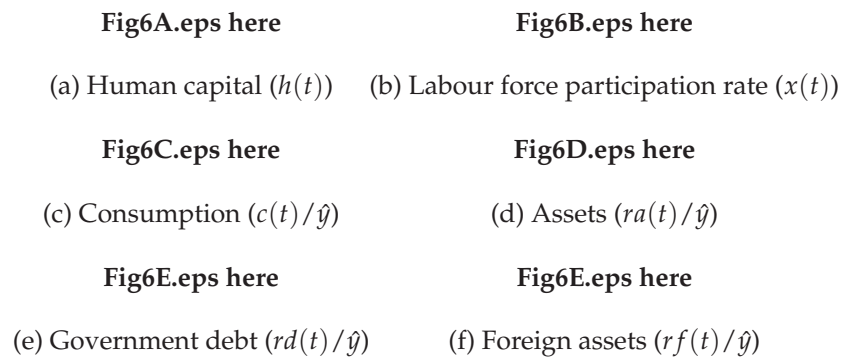 Fig6A.eps here Fig6B.eps here
(a) Human capital (h(t)) (b) Labour force participation rate (x(t))
Fig6C.eps here Fig6D.eps here
(c) Consumption (c(t)/ŷ) (d) Assets (ra(t)/ŷ)
Fig6E.eps here Fig6E.eps here
(e) Government debt (rd(t)/ŷ) (f) Foreign assets (rf(t)/ŷ)